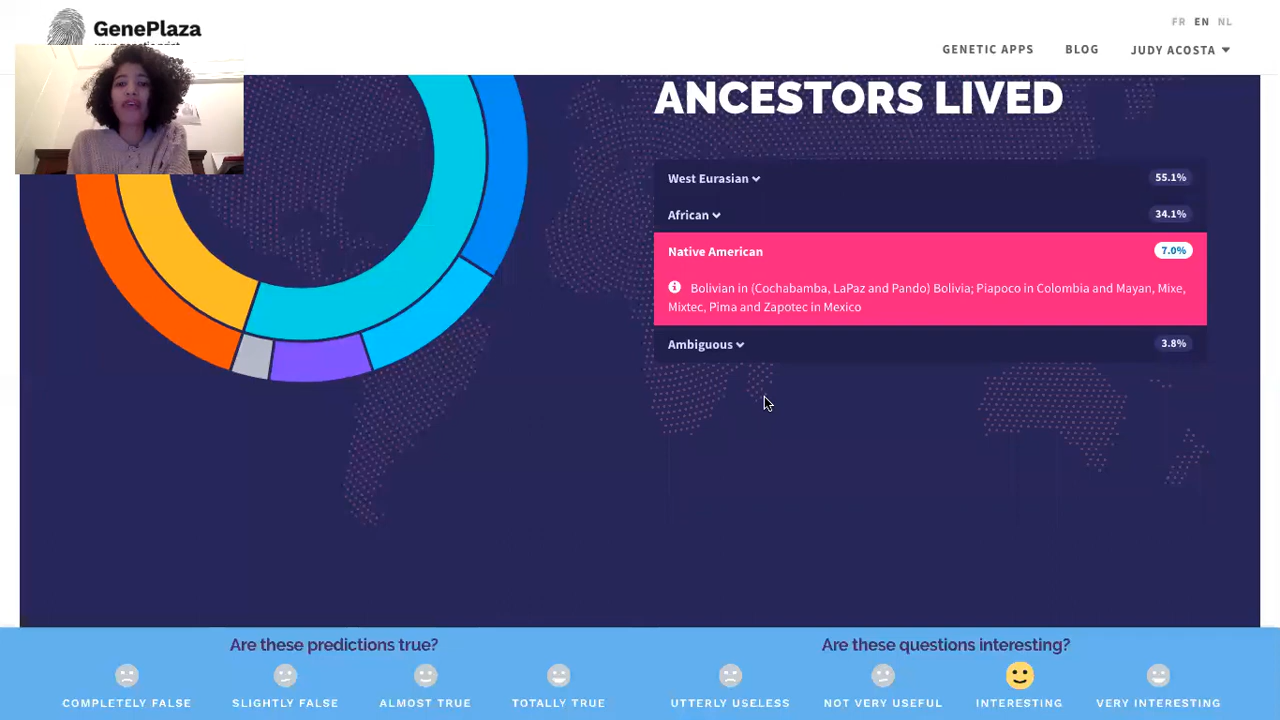 GenePlaza
FR EN NL
GENETIC APPS BLOG JUDY ACOSTA
ANCESTORS LIVED
West Eurasian 55.1%
African 34.1%
Native American 7.0%
Bolivian in (Cochabamba, LaPaz and Pando) Bolivia; Piapoco in Colombia and Mayan, Mixe,
Mixtec, Pima and Zapotec in Mexico
Ambiguous 3.8%
Are these predictions true?
COMPLETELY FALSE SLIGHTLY FALSE ALMOST TRUE TOTALLY TRUE
Are these questions interesting?
UTTERLY USELESS NOT VERY USEFUL INTERESTING VERY INTERESTING